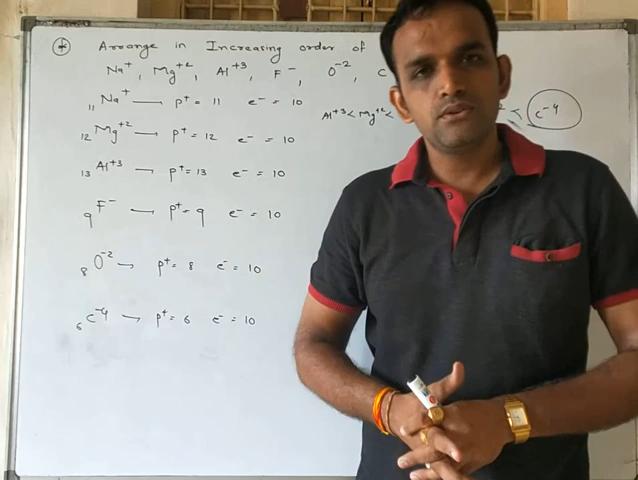 * Arrange in Increasing order of
Na⁺, Mg⁺², Al⁺³, F⁻, O⁻², C
₁₁Na⁺ → p⁺ = 11 e⁻ = 10
Al⁺³ < Mg⁺² < < C⁻⁴
₁₂Mg⁺² → p⁺ = 12 e⁻ = 10
₁₃Al⁺³ → p⁺ = 13 e⁻ = 10
₉F⁻ → p⁺ = 9 e⁻ = 10
₈O⁻² → p⁺ = 8 e⁻ = 10
₆C⁻⁴ → p⁺ = 6 e⁻ = 10